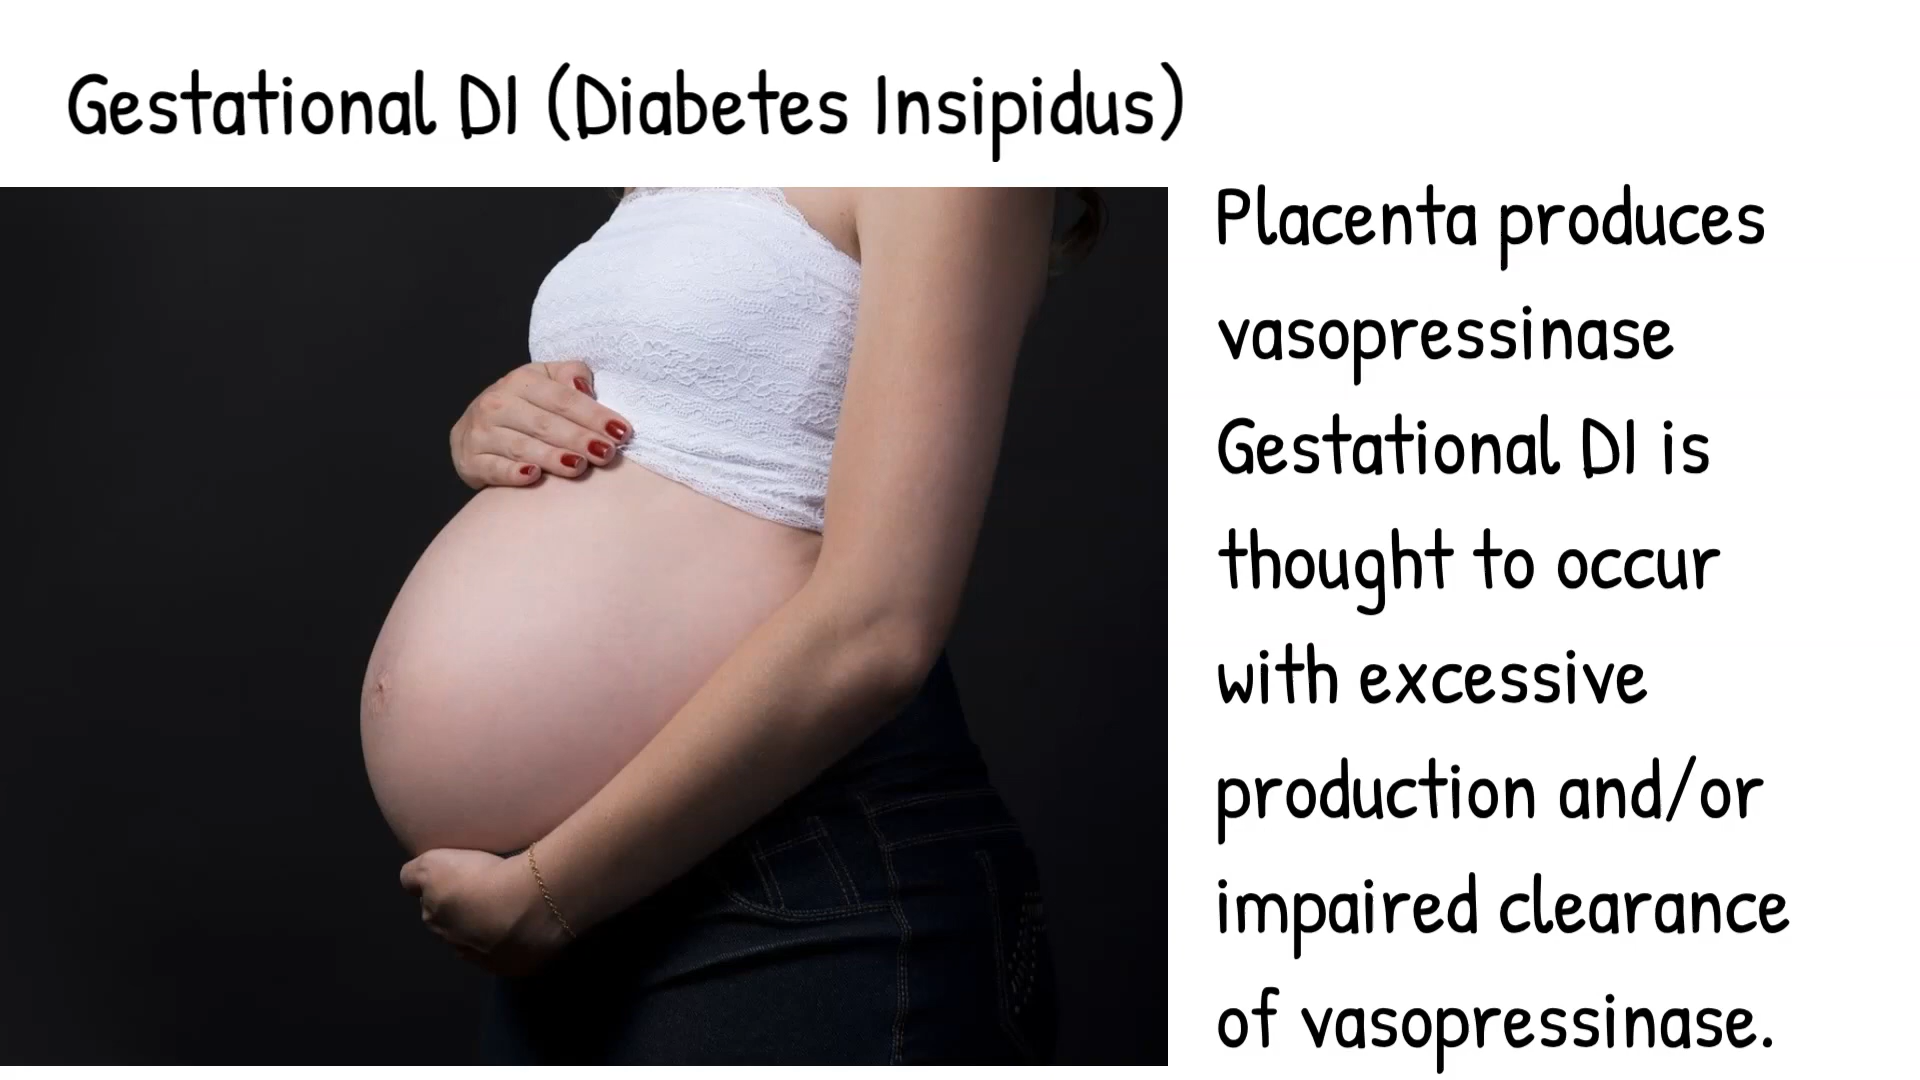 Gestational DI (Diabetes Insipidus)
Placenta produces
vasopressinase
Gestational DI is
thought to occur
with excessive
production and/or
impaired clearance
of vasopressinase.